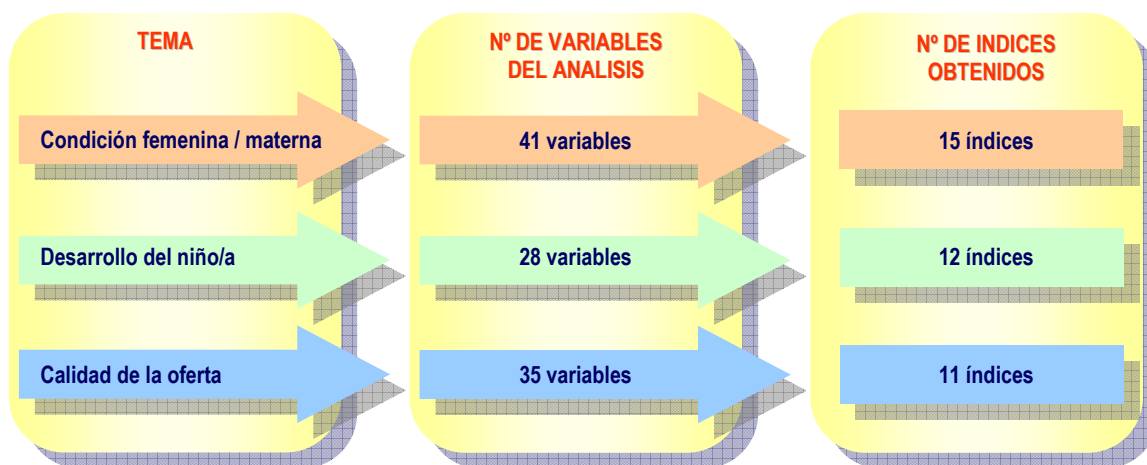 TEMA
Nº DE VARIABLES
DEL ANALISIS
Nº DE INDICES
OBTENIDOS
Condición femenina / materna
41 variables
15 índices
Desarrollo del niño/a
28 variables
12 índices
Calidad de la oferta
35 variables
11 índices